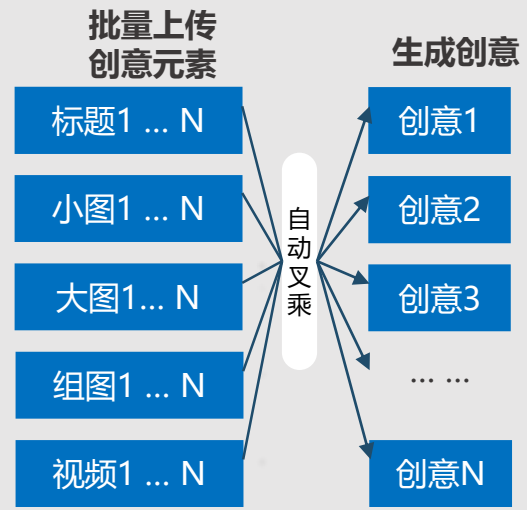 批量上传
创意元素
生成创意
标题1 ... N
小图1 ... N
大图1... N
组图1 ... N
视频1 ... N
自动叉乘
创意1
创意2
创意3
... ...
创意N